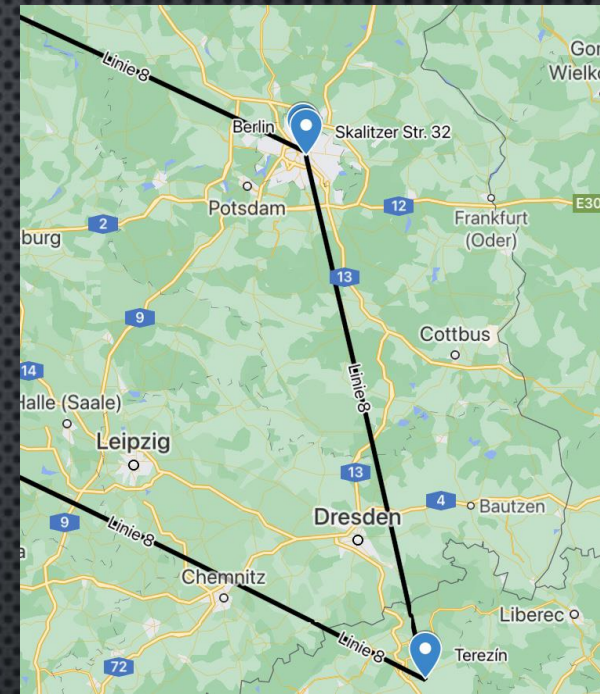 Gor
Wielko
Linie 8
Berlin
Skalitzer Str. 32
Potsdam
12
E30
Frankfurt
(Oder)
2
burg
13
9
Cottbus
14
Linie 8
Halle (Saale)
Leipzig
13
4
Bautzen
9
Dresden
Linie 8
a
Chemnitz
Liberec
Linie 8
Terezín
72